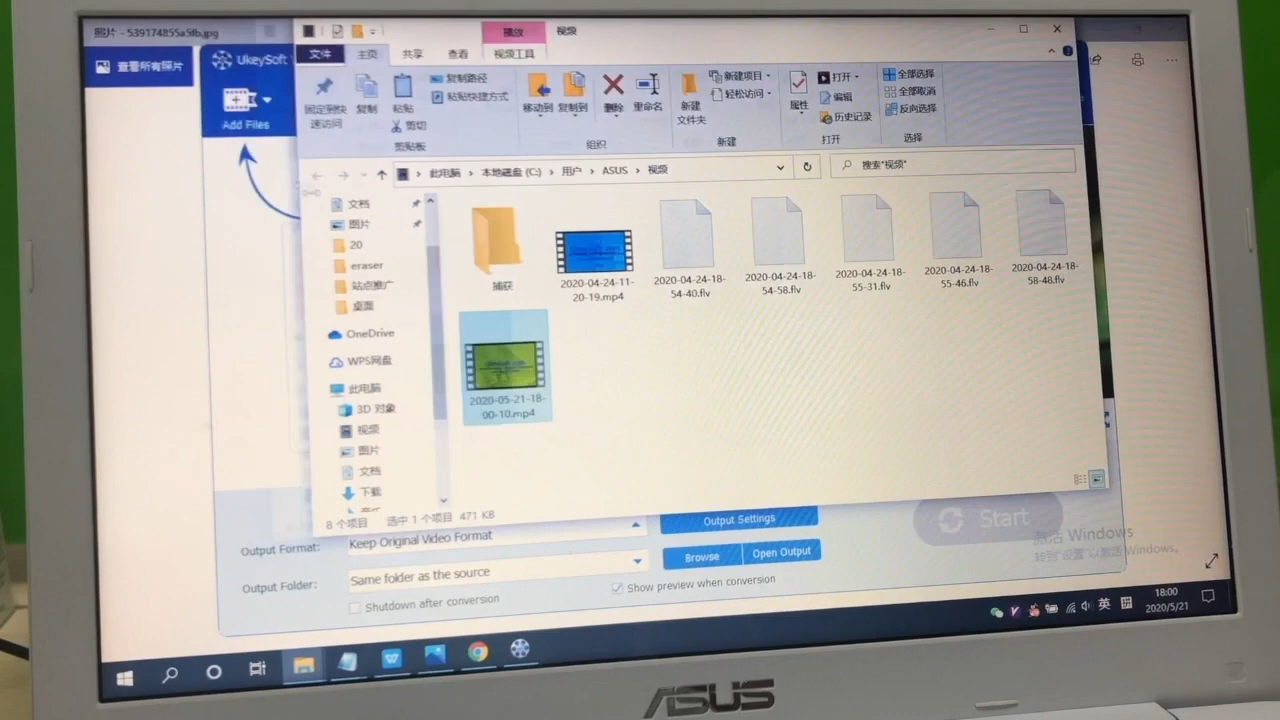 照片 - 539174855a5fb.jpg
播放
视频
查看所有照片
UkeySoft
Add Files
文件
主页
共享
查看
视频工具
固定到快速访问
复制
粘贴
复制路径
粘贴快捷方式
剪切
剪贴板
移动到
复制到
删除
重命名
组织
新建文件夹
新建项目
轻松访问
新建
属性
打开
编辑
历史记录
打开
全部选择
全部取消
反向选择
选择
此电脑 › 本地磁盘 (C:) › 用户 › ASUS › 视频
搜索"视频"
文档
图片
20
eraser
站点推广
桌面
OneDrive
WPS网盘
此电脑
3D 对象
视频
图片
文档
下载
捕获
2020-04-24-11-
20-19.mp4
2020-04-24-18-
54-40.flv
2020-04-24-18-
54-58.flv
2020-04-24-18-
55-31.flv
2020-04-24-18-
55-46.flv
2020-04-24-18-
58-48.flv
2020-05-21-18-
00-10.mp4
8 个项目
选中 1 个项目 471 KB
Output Format:
Keep Original Video Format
Output Settings
Start
Output Folder:
Same folder as the source
Browse
Open Output
Shutdown after conversion
Show preview when conversion
激活 Windows
转到"设置"以激活 Windows。
英
拼
18:00
2020/5/21
ASUS